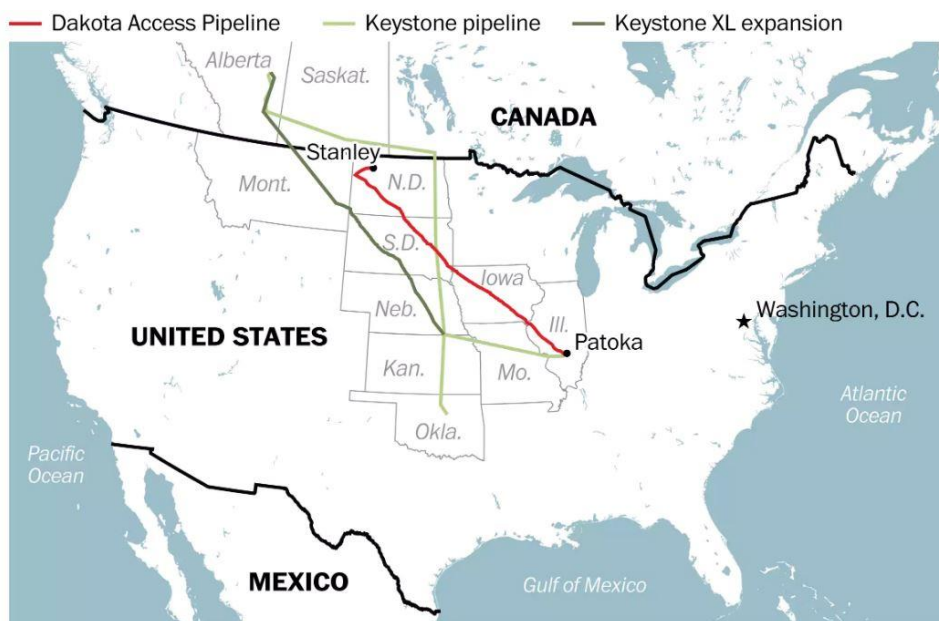 Dakota Access Pipeline
Keystone pipeline
Keystone XL expansion
Alberta
Saskat.
CANADA
Stanley
Mont.
N.D.
S.D.
Iowa
Neb.
Ill.
Washington, D.C.
UNITED STATES
Patoka
Kan.
Mo.
Atlantic
Ocean
Okla.
Pacific
Ocean
MEXICO
Gulf of Mexico